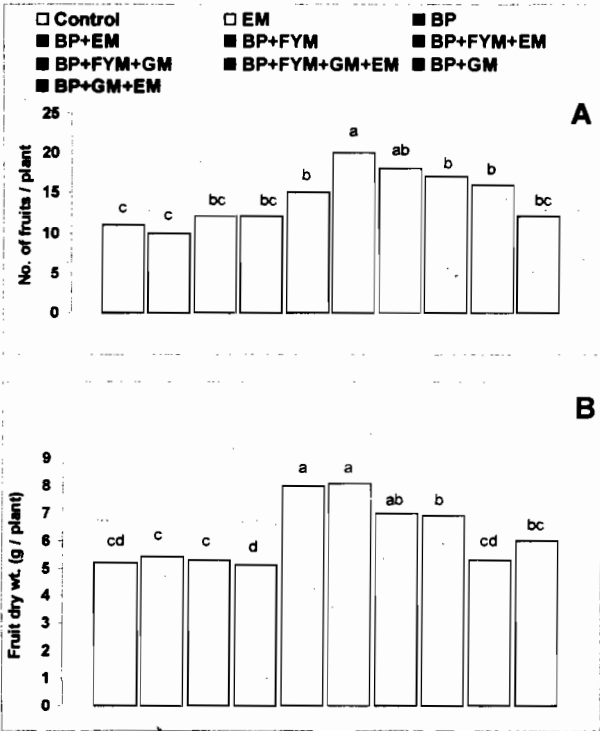 Control EM BP
BP+EM BP+FYM BP+FYM+EM
BP+FYM+GM BP+FYM+GM+EM BP+GM
BP+GM+EM
A
No. of fruits / plant
25
20
15
10
5
0
c c bc bc b a ab b b bc
B
Fruit dry wt. (g / plant)
9
8
7
6
5
4
3
2
1
0
cd c c d a a ab b cd bc